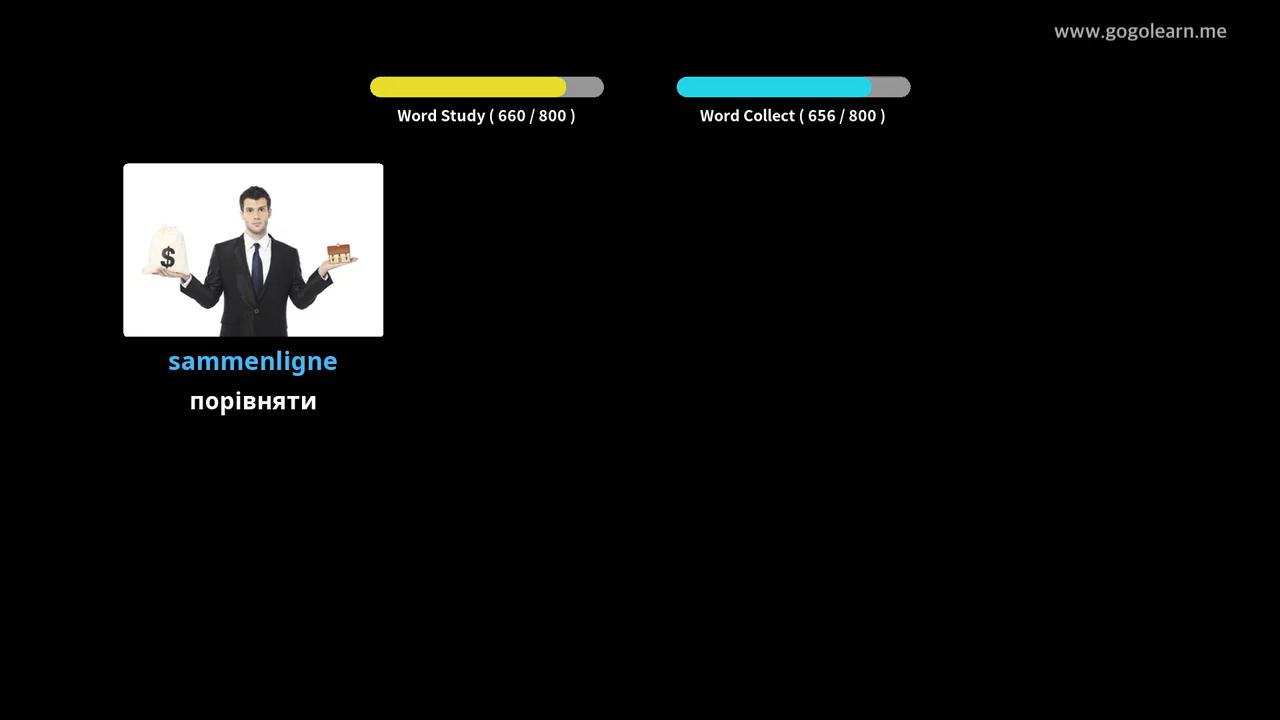 www.gogolearn.me
Word Study ( 660 / 800 )
Word Collect ( 656 / 800 )
$
sammenligne
порівняти